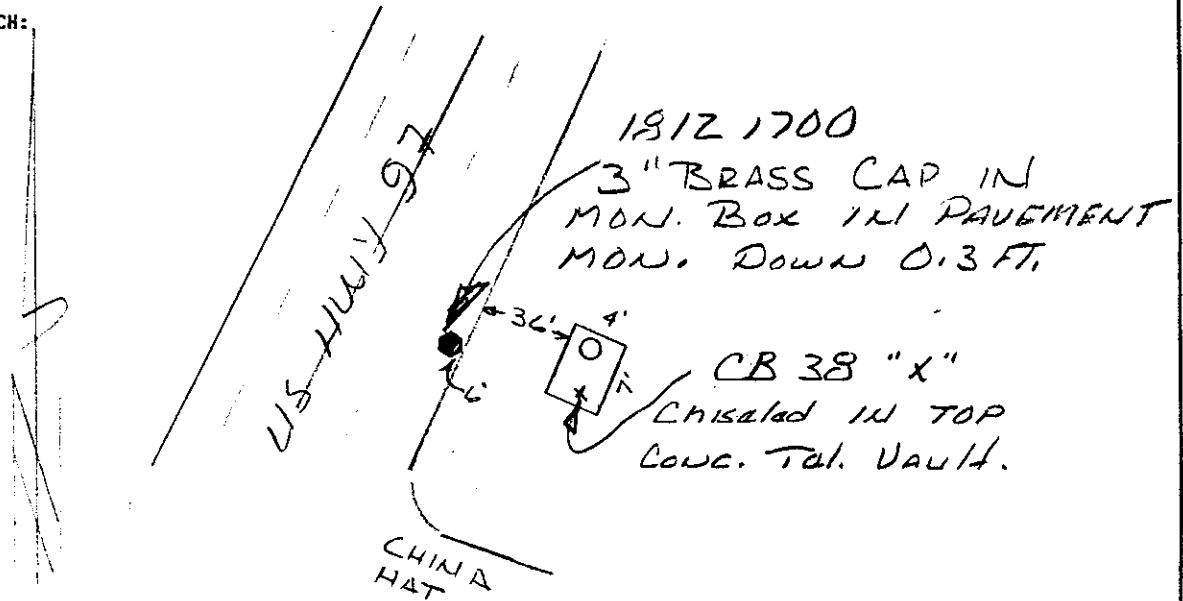 CH:
1812 1700
3" BRASS CAP IN
MON. BOX IN PAVEMENT
MON. DOWN 0.3 FT.
US HWY 97
36'
4'
7'
6'
CB 38 "X"
Chiseled IN TOP
CONC. Tel. Vault.
X
CHINA
HAT